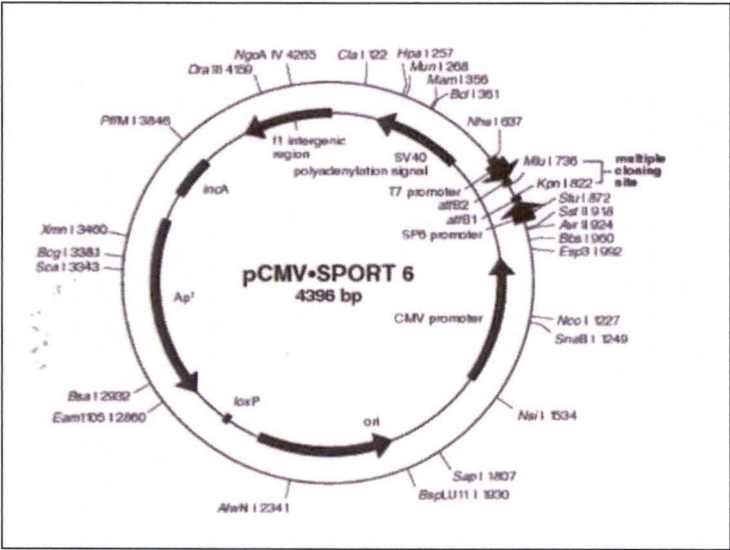 NgoA IV 4265
Dra III 4159
PflM I 3846
Xmn I 3460
Bcg I 3381
Sca I 3343
Bsa I 2932
Eam1105 I 2860
AlwN I 2341
Cla I 122
Hpa I 257
Mun I 268
Mam I 356
Bcl I 361
Nhe I 637
Mlu I 736
Kpn I 822
multiple
cloning
site
Stu I 872
Sst II 918
Avr II 924
Bbs I 960
Esp3 I 992
Nco I 1227
SnaB I 1249
Nsi I 1534
Sap I 1807
BspLU11 I 1930
f1 intergenic
region
SV40
polyadenylation signal
T7 promoter
attB2
attB1
SP6 promoter
incA
pCMV•SPORT 6
4396 bp
CMV promoter
Apʳ
loxP
ori